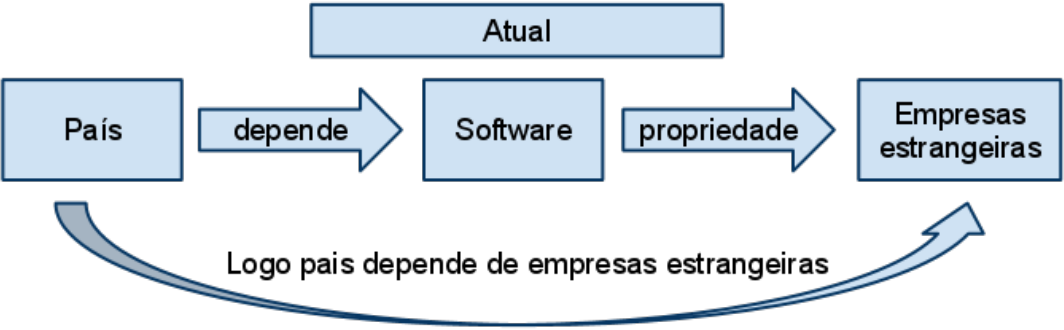 Atual
País
depende
Software
propriedade
Empresas
estrangeiras
Logo pais depende de empresas estrangeiras